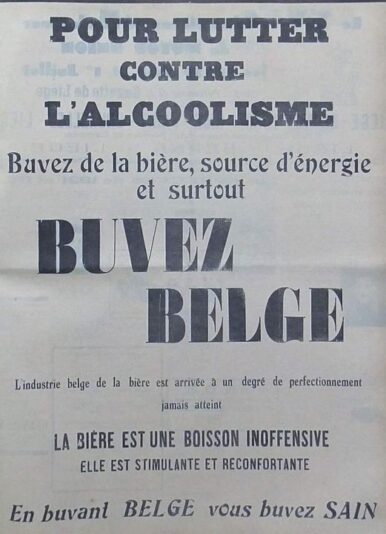 POUR LUTTER
CONTRE
L'ALCOOLISME
Buvez de la bière, source d'énergie
et surtout
BUVEZ
BELGE
L'industrie belge de la bière est arrivée à un degré de perfectionnement
jamais atteint
LA BIÈRE EST UNE BOISSON INOFFENSIVE
ELLE EST STIMULANTE ET RECONFORTANTE
En buvant BELGE vous buvez SAIN